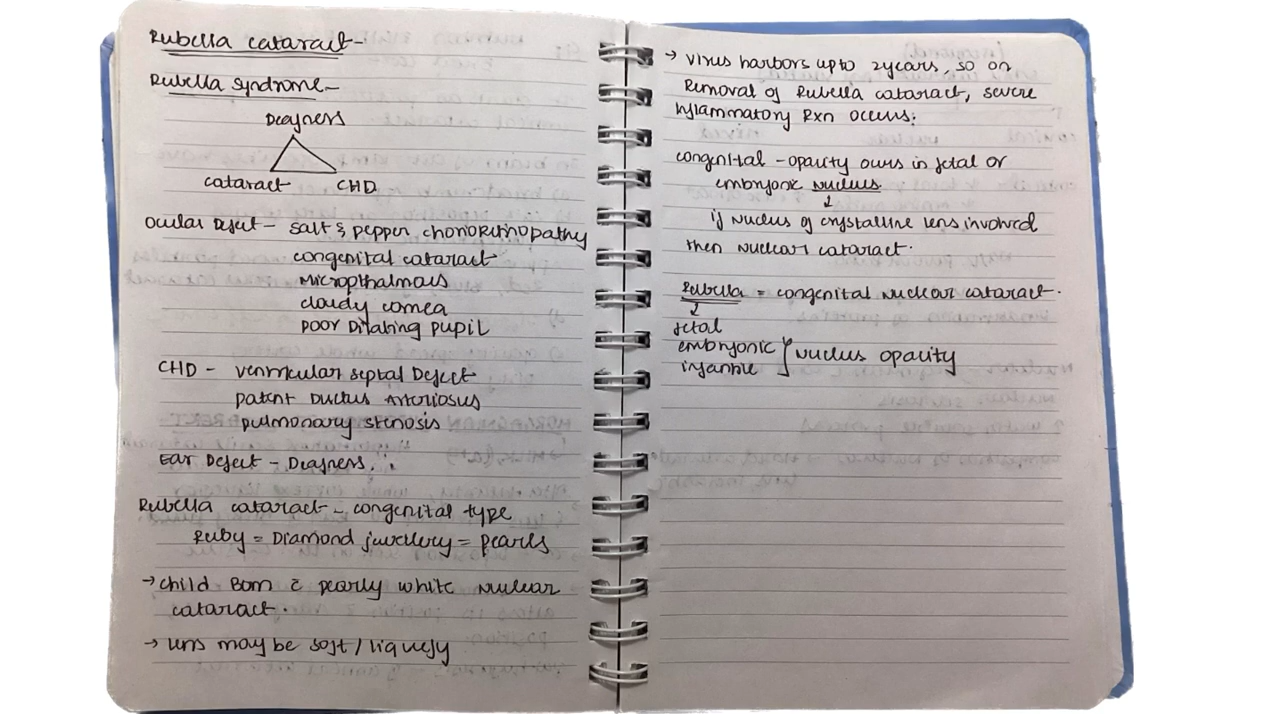 Rubella cataract-
Rubella Syndrome-
Deafness
cataract CHD
Ocular Defect - salt & pepper chorioretinopathy
congenital cataract
Micropthalmos
cloudy cornea
poor Dilating pupil
CHD - ventricular septal Defect
patent Ductus Arteriosus
pulmonary stenosis
Ear Defect - Deafness.
Rubella cataract - congenital type
Ruby = Diamond jwellery = pearls
→ child Born c̄ pearly white nuclear
cataract.
→ lens may be soft / liquefy
→ virus harbors upto 2years, so on
Removal of Rubella cataract, severe
Inflammatory Rxn occurs.
congenital - opacity ours in fetal or
embryonic nucleus.
↓
if Nucleus of crystalline lens involved
then nuclear cataract.
Rubella = congenital nuclear cataract.
↓
fetal
embryonic } nucleus opacity
infantile